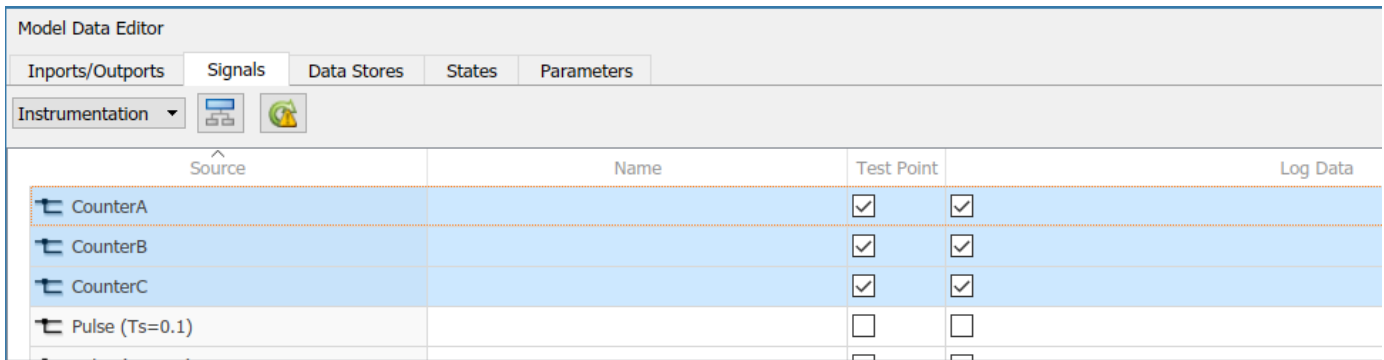 Model Data Editor
Inports/Outports Signals Data Stores States Parameters
Instrumentation
Source Name Test Point Log Data
CounterA
CounterB
CounterC
Pulse (Ts=0.1)